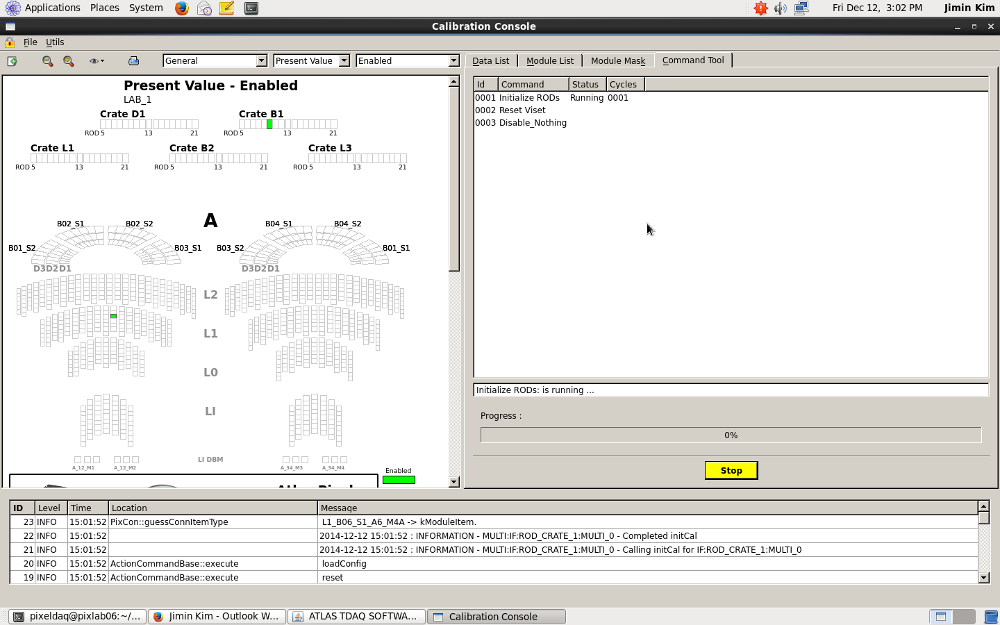 Applications Places System Fri Dec 12, 3:02 PM Jimin Kim
Calibration Console
File Utils
General Present Value Enabled
Data List Module List Module Mask Command Tool
Present Value - Enabled
LAB_1
Crate D1 Crate B1
ROD 5 13 21 ROD 5 13 21
Crate L1 Crate B2 Crate L3
ROD 5 13 21 ROD 5 13 21 ROD 5 13 21
A
B02_S1 B02_S2 B04_S1 B04_S2
B01_S2 B03_S1 B03_S2 B01_S1
D3D2D1 D3D2D1
L2
L1
L0
LI
LI DBM
A_12_M1 A_12_M2 A_34_M3 A_34_M4
Enabled
Id Command Status Cycles
0001 Initialize RODs Running 0001
0002 Reset Viset
0003 Disable_Nothing
Initialize RODs: is running ...
Progress :
0%
Stop
ID Level Time Location Message
23 INFO 15:01:52 PixCon::guessConnItemType L1_B06_S1_A6_M4A -> kModuleItem.
22 INFO 15:01:52 2014-12-12 15:01:52 : INFORMATION - MULTI:IF:ROD_CRATE_1:MULTI_0 - Completed initCal
21 INFO 15:01:52 2014-12-12 15:01:52 : INFORMATION - MULTI:IF:ROD_CRATE_1:MULTI_0 - Calling initCal for IF:ROD_CRATE_1:MULTI_0
20 INFO 15:01:52 ActionCommandBase::execute loadConfig
19 INFO 15:01:52 ActionCommandBase::execute reset
pixeldaq@pixlab06:~/... Jimin Kim - Outlook W... ATLAS TDAQ SOFTWA... Calibration Console